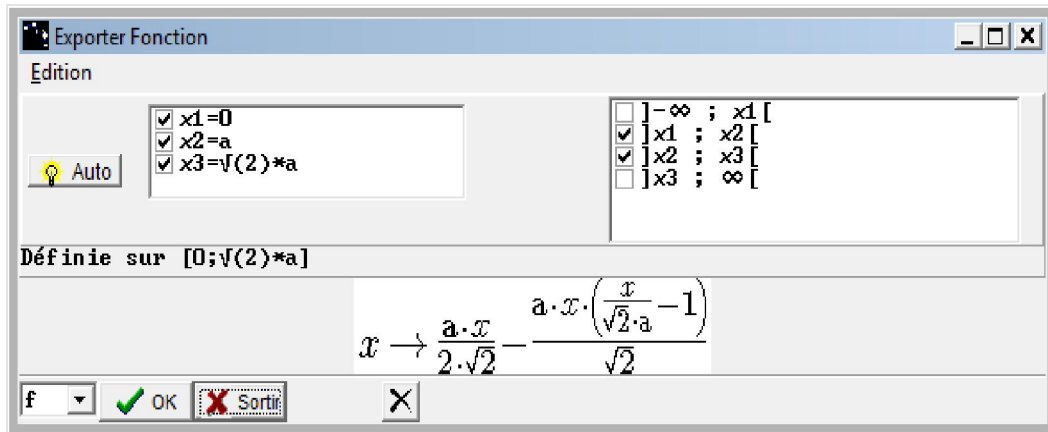 Exporter Fonction
Edition
Auto
x1=0
x2=a
x3=√(2)*a
]-∞ ; x1[
]x1 ; x2[
]x2 ; x3[
]x3 ; ∞[
Définie sur [0;√(2)*a]
x → a·x/(2·√2) − a·x·(x/(√2·a) −1)/√2
f
OK
Sortir